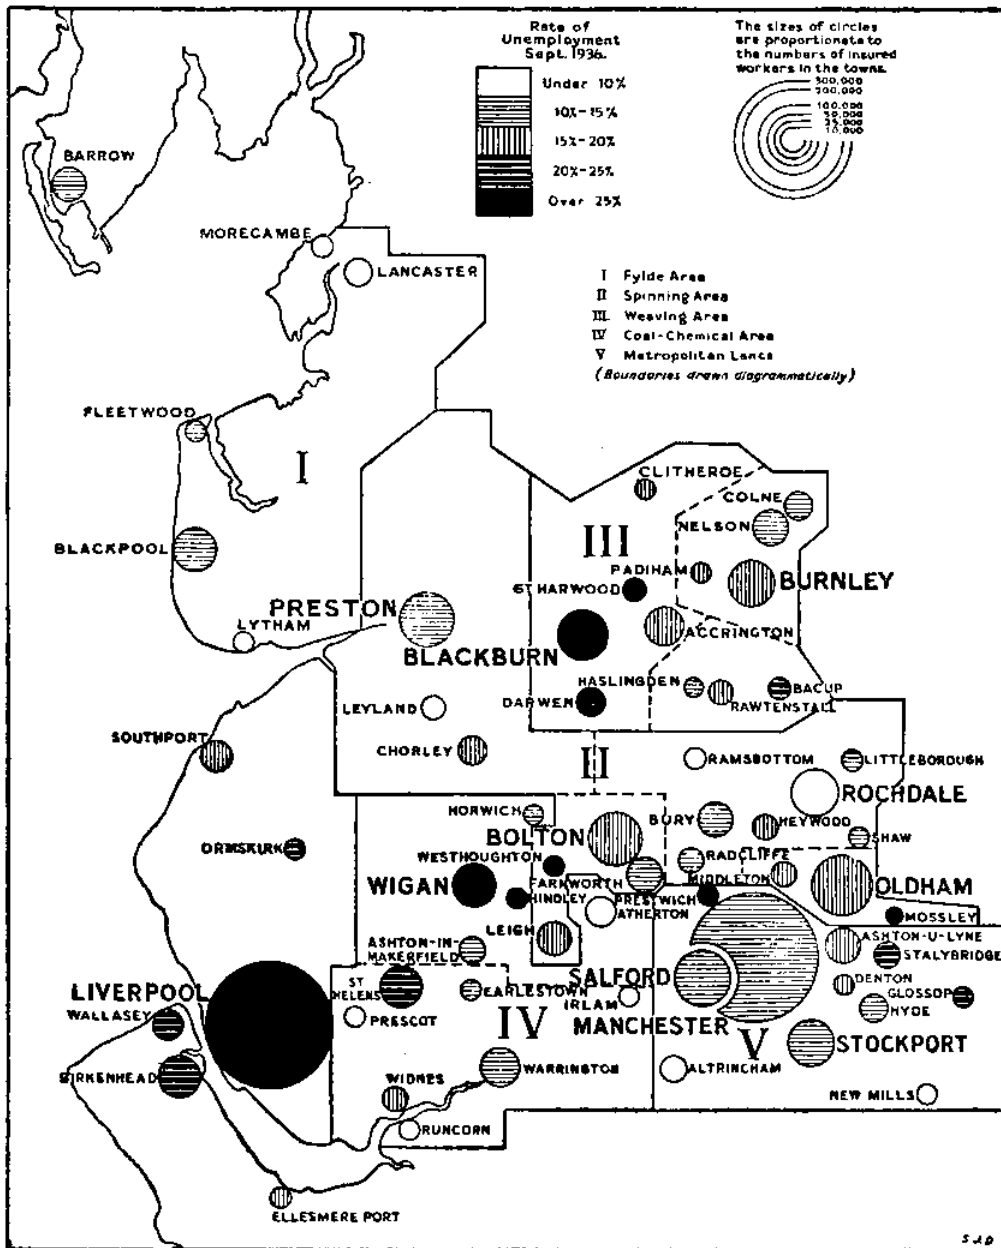 Rate of
Unemployment
Sept. 1936.
Under 10%
10%-15%
15%-20%
20%-25%
Over 25%
The sizes of circles
are proportionate to
the numbers of insured
workers in the towns.
300,000
200,000
100,000
50,000
25,000
10,000
BARROW
MORECAMBE
LANCASTER
I Fylde Area
II Spinning Area
III Weaving Area
IV Coal-Chemical Area
V Metropolitan Lancs
(Boundaries drawn diagrammatically)
FLEETWOOD
I
CLITHEROE
COLNE
NELSON
BLACKPOOL
III
PADIHAM
BURNLEY
GT HARWOOD
PRESTON
LYTHAM
ACCRINGTON
BLACKBURN
HASLINGDEN
BACUP
DARWEN
RAWTENSTALL
LEYLAND
SOUTHPORT
CHORLEY
II
RAMSBOTTOM
LITTLEBOROUGH
ROCHDALE
HORWICH
BURY
HEYWOOD
BOLTON
SHAW
ORMSKIRK
WESTHOUGHTON
RADCLIFFE
MIDDLETON
WIGAN
FARNWORTH
OLDHAM
HINDLEY
PRESTWICH
ATHERTON
MOSSLEY
LEIGH
ASHTON-U-LYNE
ASHTON-IN-
MAKERFIELD
STALYBRIDGE
SALFORD
ST
HELENS
DENTON
LIVERPOOL
EARLESTOWN
GLOSSOP
IRLAM
WALLASEY
PRESCOT
HYDE
IV
MANCHESTER
V
STOCKPORT
BIRKENHEAD
WARRINGTON
ALTRINCHAM
WIDNES
NEW MILLS
RUNCORN
ELLESMERE PORT
S J D